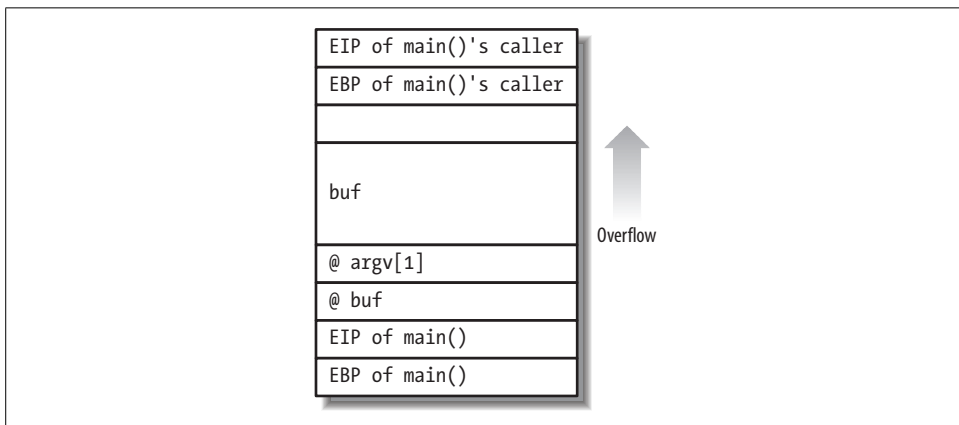 EIP of main()'s caller
EBP of main()'s caller
buf
Overflow
@ argv[1]
@ buf
EIP of main()
EBP of main()